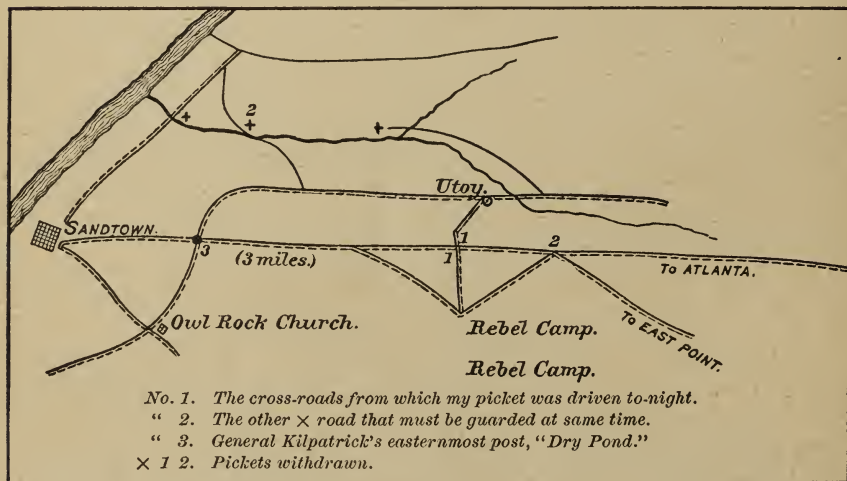 2
Utoy.
SANDTOWN.
1
2
3
(3 miles.)
1
To ATLANTA.
Owl Rock Church.
Rebel Camp.
To EAST POINT.
Rebel Camp.
No. 1. The cross-roads from which my picket was driven to-night.
" 2. The other × road that must be guarded at same time.
" 3. General Kilpatrick's easternmost post, "Dry Pond."
× 1 2. Pickets withdrawn.